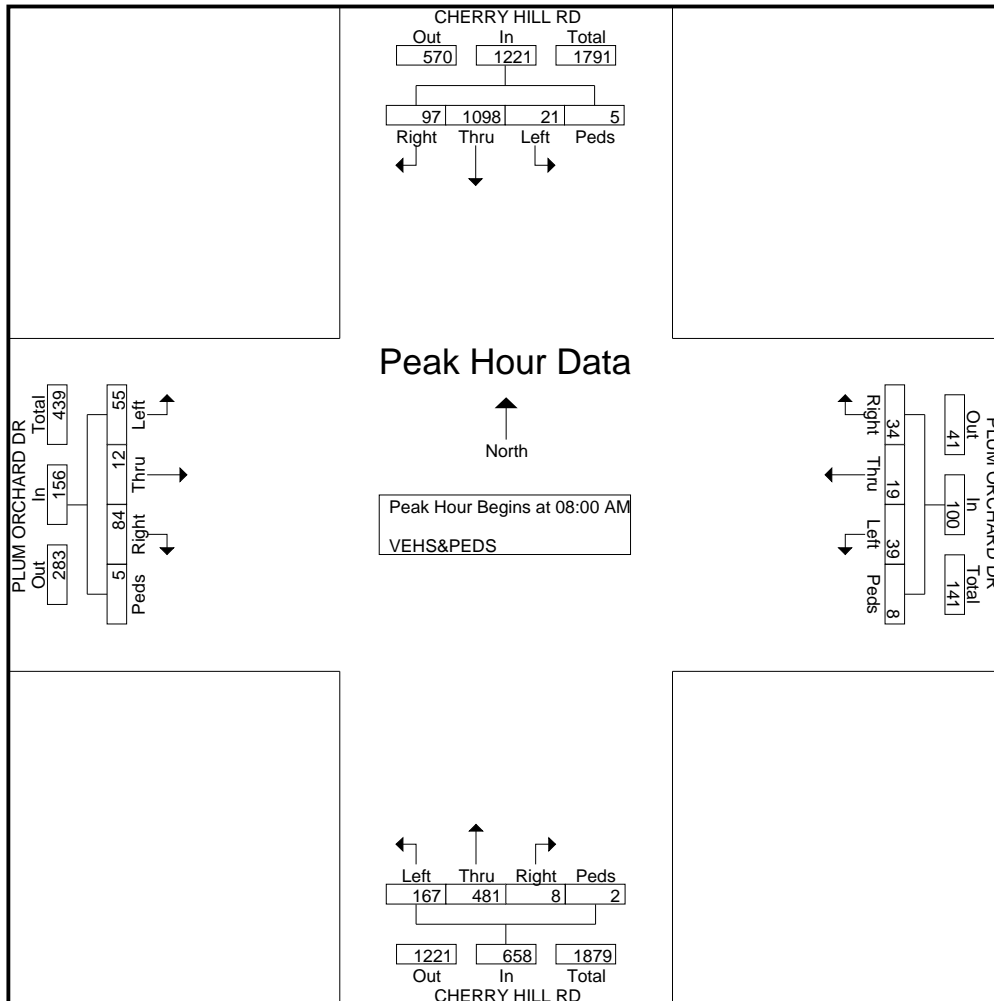 CHERRY HILL RD
Out In Total
570 1221 1791
97 1098 21 5
Right Thru Left Peds
Peak Hour Data
North
Peak Hour Begins at 08:00 AM
VEHS&PEDS
PLUM ORCHARD DR
Out In Total
283 156 439
5 84 12 55
Peds Right Thru Left
PLUM ORCHARD DR
Out In Total
41 100 141
Right Thru Left Peds
34 19 39 8
Left Thru Right Peds
167 481 8 2
1221 658 1879
Out In Total
CHERRY HILL RD